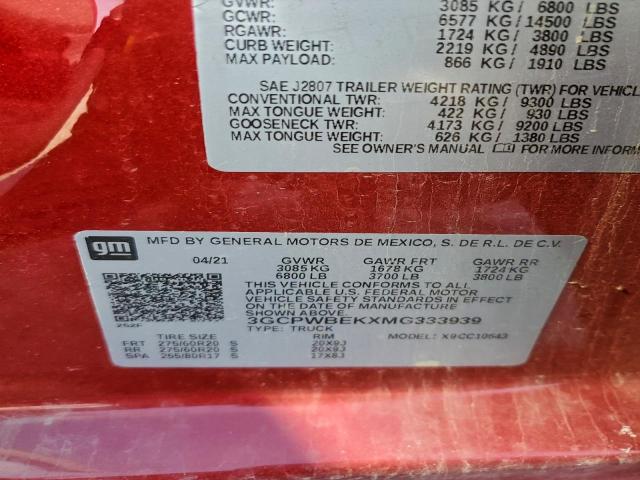 GVWR: 3085 KG/ 6800 LBS
GCWR: 6577 KG/ 14500 LBS
RGAWR: 1724 KG / 3800 LBS
CURB WEIGHT: 2219 KG/ 4890 LBS
MAX PAYLOAD: 866 KG/ 1910 LBS
SAE J2807 TRAILER WEIGHT RATING (TWR) FOR VEHICL
CONVENTIONAL TWR: 4218 KG / 9300 LBS
MAX TONGUE WEIGHT: 422 KG / 930 LBS
GOOSENECK TWR: 4173 KG/ 9200 LBS
MAX TONGUE WEIGHT: 626 KG / 1380 LBS
SEE OWNER'S MANUAL FOR MORE INFORMAT
gm MFD BY GENERAL MOTORS DE MEXICO, S. DE R.L. DE C.V.
04/21 GVWR GAWR FRT GAWR RR
3085 KG 1678 KG 1724 KG
6800 LB 3700 LB 3800 LB
THIS VEHICLE CONFORMS TO ALL
APPLICABLE U.S. FEDERAL MOTOR
VEHICLE SAFETY STANDARDS IN EFFECT ON
THE DATE OF MANUFACTURE SHOWN ABOVE.
3GCPWBEKXMG333939
252F TYPE: TRUCK MODEL: X9CC10543
TIRE SIZE RIM
FRT 275/60R20 S 20X9J
RR 275/60R20 S 20X9J
SPA 255/80R17 S 17X8J